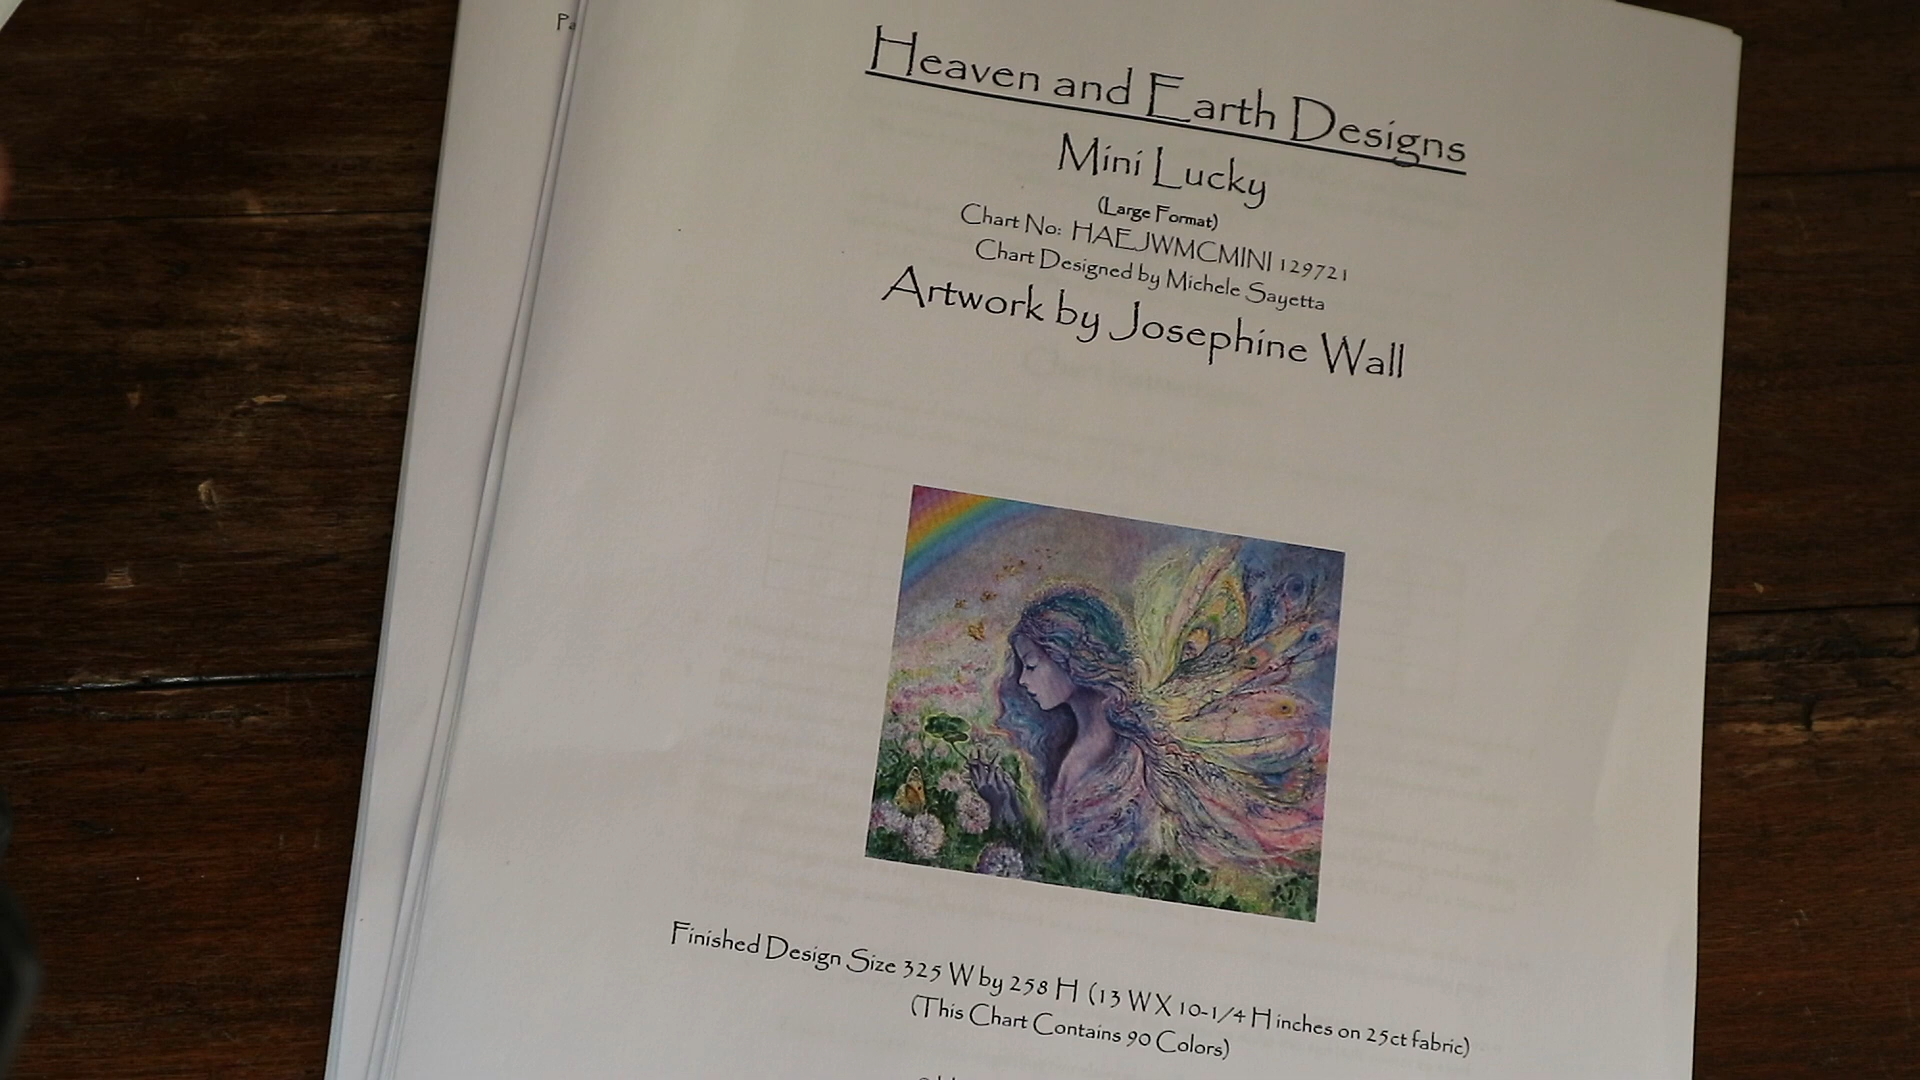 Heaven and Earth Designs
Mini Lucky
(Large Format)
Chart No: HAEJWMCMINI 129721
Chart Designed by Michele Sayetta
Artwork by Josephine Wall
Finished Design Size 325 W by 258 H (13 W X 10-1/4 H inches on 25ct fabric)
(This Chart Contains 90 Colors)